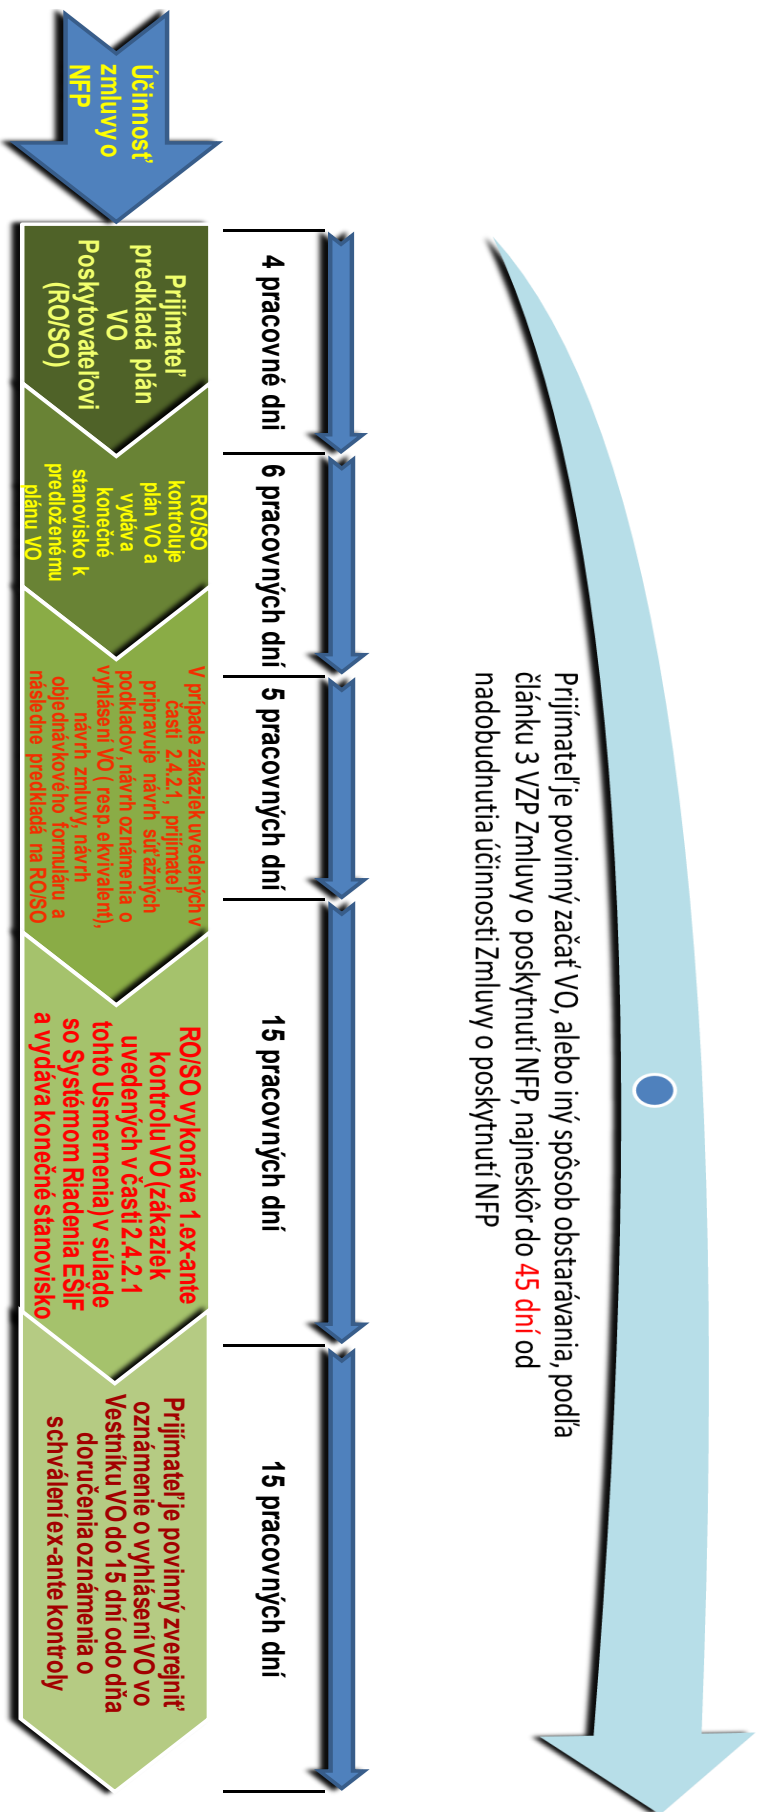 Účinnosť
zmluvy o
NFP
Prijímateľ je povinný začať VO, alebo iný spôsob obstarávania, podľa
článku 3 VZP Zmluvy o poskytnutí NFP, najneskôr do 45 dní od
nadobudnutia účinnosti Zmluvy o poskytnutí NFP
4 pracovné dni
6 pracovných dní
5 pracovných dní
15 pracovných dní
15 pracovných dní
Prijímateľ
predkladá plán
VO
Poskytovateľovi
(RO/SO)
RO/SO
kontroluje
plán VO a
vydáva
konečné
stanovisko k
predloženému
plánu VO
V prípade zákaziek uvedených v
časti 2.4.2.1, prijímateľ
pripravuje návrh súťažných
podkladov, návrh oznámenia o
vyhlásení VO ( resp. ekvivalent),
návrh zmluvy, návrh
objednávkového formuláru a
následne predkladá na RO/SO
RO/SO vykonáva 1.ex-ante
kontrolu VO (zákaziek
uvedených v časti 2.4.2.1
tohto Usmernenia) v súlade
so Systémom Riadenia EŠIF
a vydáva konečné stanovisko
Prijímateľ je povinný zverejniť
oznámenie o vyhlásení VO vo
Vestníku VO do 15 dní odo dňa
doručenia oznámenia o
schválení ex-ante kontroly